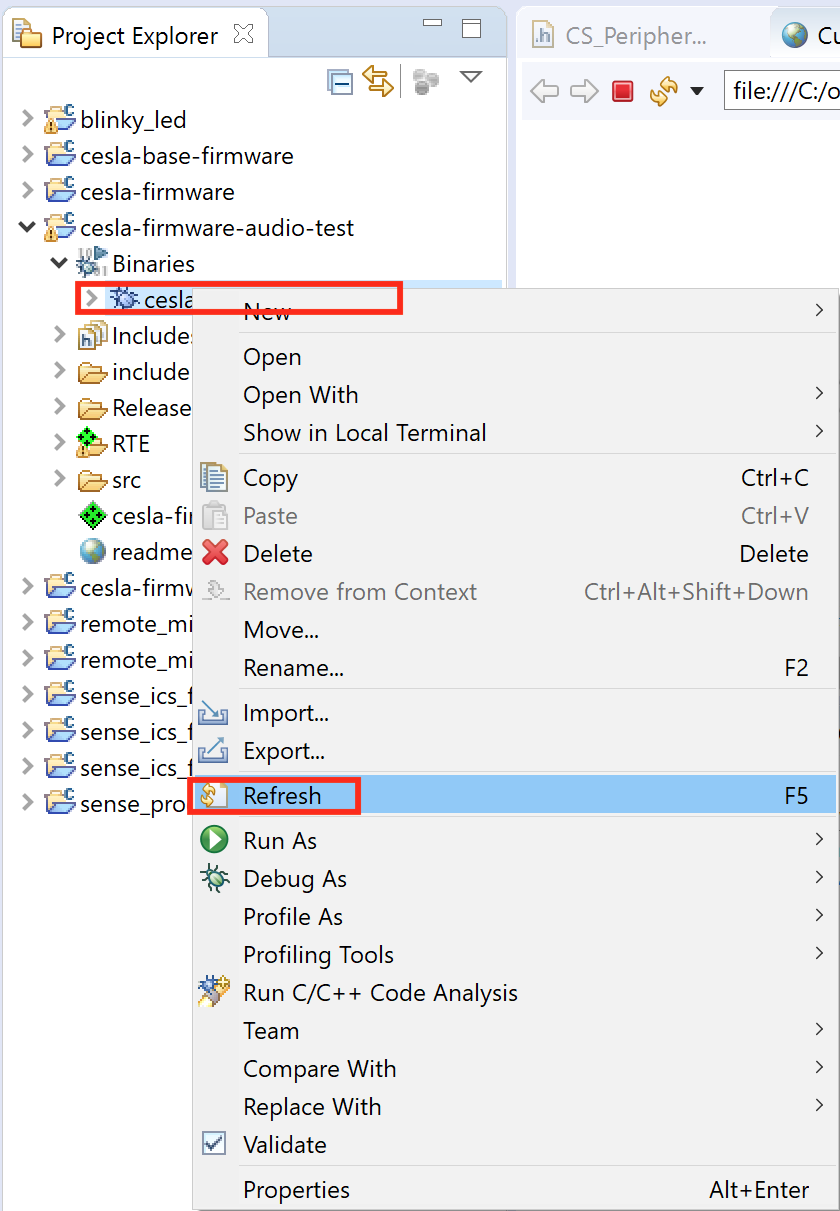 Project Explorer
CS_Peripher...
file:///C:/o
blinky_led
cesla-base-firmware
cesla-firmware
cesla-firmware-audio-test
Binaries
cesla
New
Includes
Open
include
Open With
Release
Show in Local Terminal
RTE
src
Copy Ctrl+C
cesla-fi
Paste Ctrl+V
readme
Delete Delete
cesla-firmw
Remove from Context Ctrl+Alt+Shift+Down
remote_mi
Move...
remote_mi
Rename... F2
sense_ics_f
Import...
sense_ics_f
Export...
sense_ics_f
sense_pro
Refresh F5
Run As
Debug As
Profile As
Profiling Tools
Run C/C++ Code Analysis
Team
Compare With
Replace With
Validate
Properties Alt+Enter